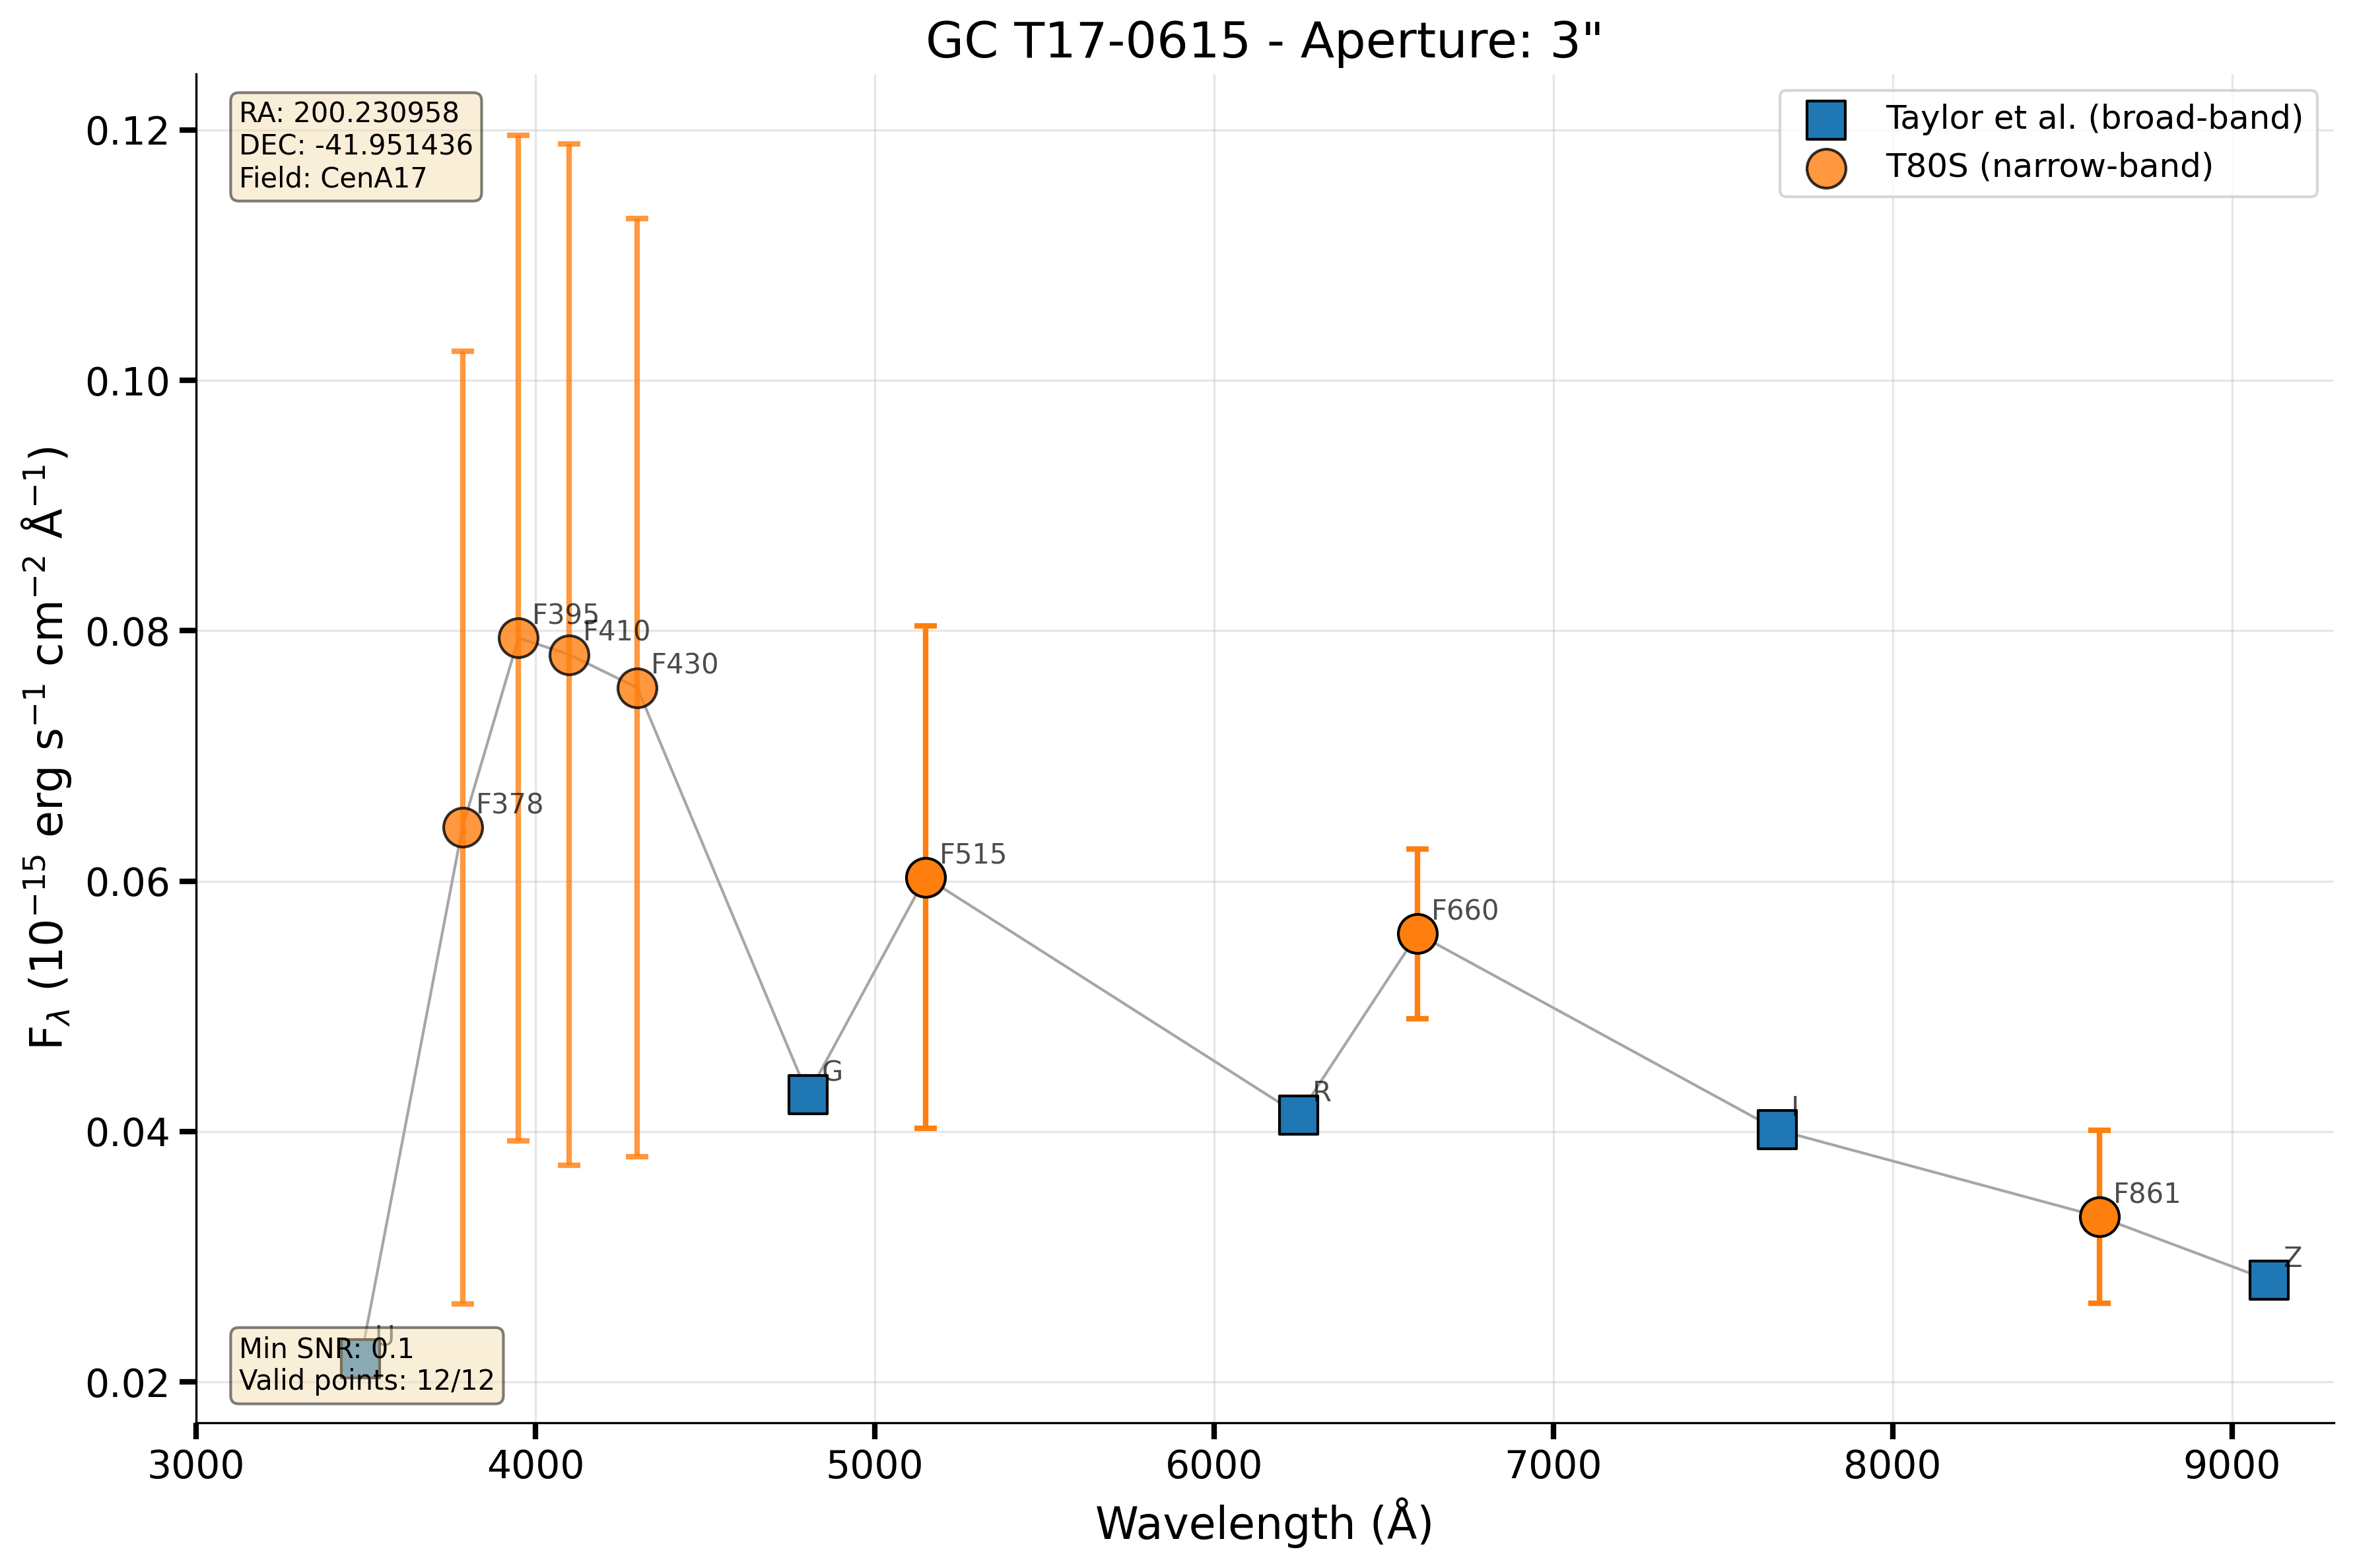 GC T17-0615 - Aperture: 3"
RA: 200.230958
DEC: -41.951436
Field: CenA17
Taylor et al. (broad-band)
T80S (narrow-band)
0.12
0.10
0.08
0.06
0.04
0.02
F$_λ$ (10⁻¹⁵ erg s⁻¹ cm⁻² Å⁻¹)
F395
F410
F430
F378
F515
F660
G
R
I
F861
Z
U
Min SNR: 0.1
Valid points: 12/12
3000 4000 5000 6000 7000 8000 9000
Wavelength (Å)